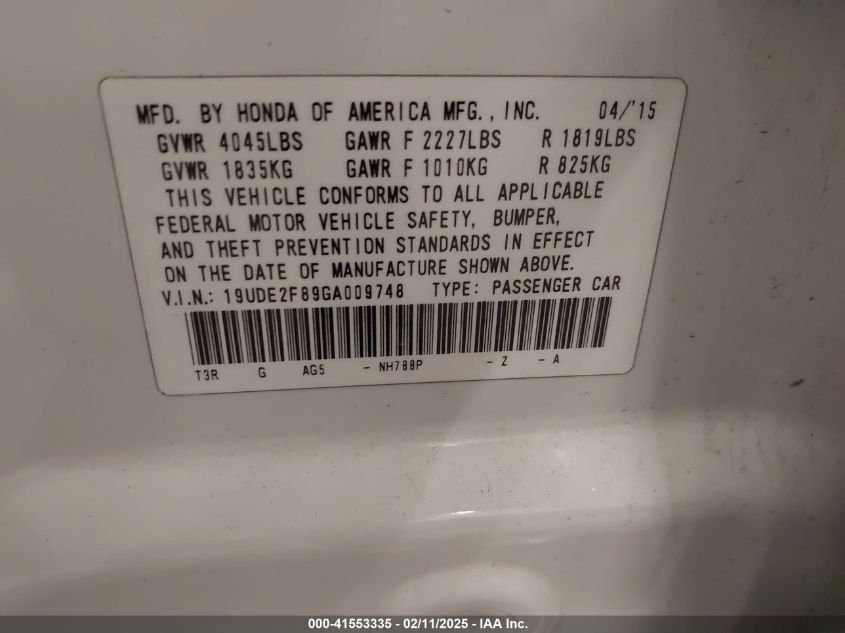 MFD. BY HONDA OF AMERICA MFG., INC. 04/'15
GVWR 4045LBS GAWR F 2227LBS R 1819LBS
GVWR 1835KG GAWR F 1010KG R 825KG
THIS VEHICLE CONFORMS TO ALL APPLICABLE
FEDERAL MOTOR VEHICLE SAFETY, BUMPER,
AND THEFT PREVENTION STANDARDS IN EFFECT
ON THE DATE OF MANUFACTURE SHOWN ABOVE.
V.I.N.: 19UDE2F89GA009748 TYPE: PASSENGER CAR
T3R G AG5 - NH788P - Z - A
000-41553335 - 02/11/2025 - IAA Inc.